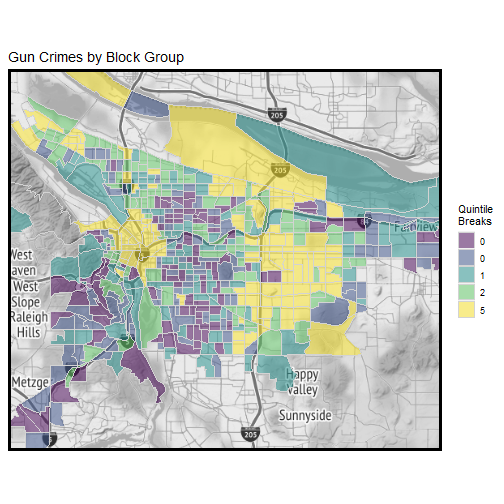 Gun Crimes by Block Group
205
205
Fairview
West
Haven
West
Slope
Raleigh
Hills
Metzge
Happy
Valley
Sunnyside
205
5
Quintile
Breaks
0
0
1
2
5